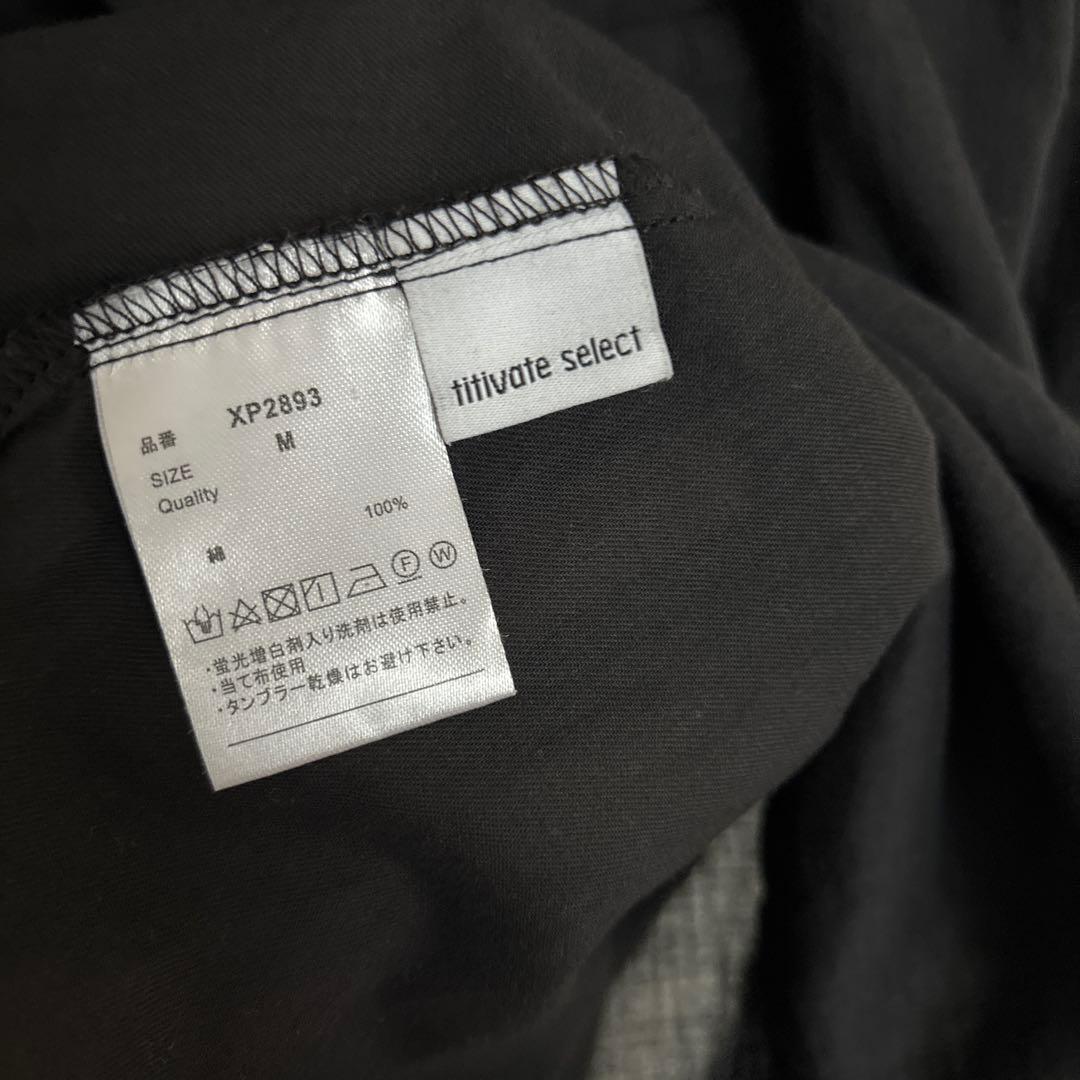 品番 XP2893
SIZE M
Quality
綿 100%
F W
・蛍光増白剤入り洗剤は使用禁止。
・当て布使用
・タンブラー乾燥はお避け下さい。
titivate select